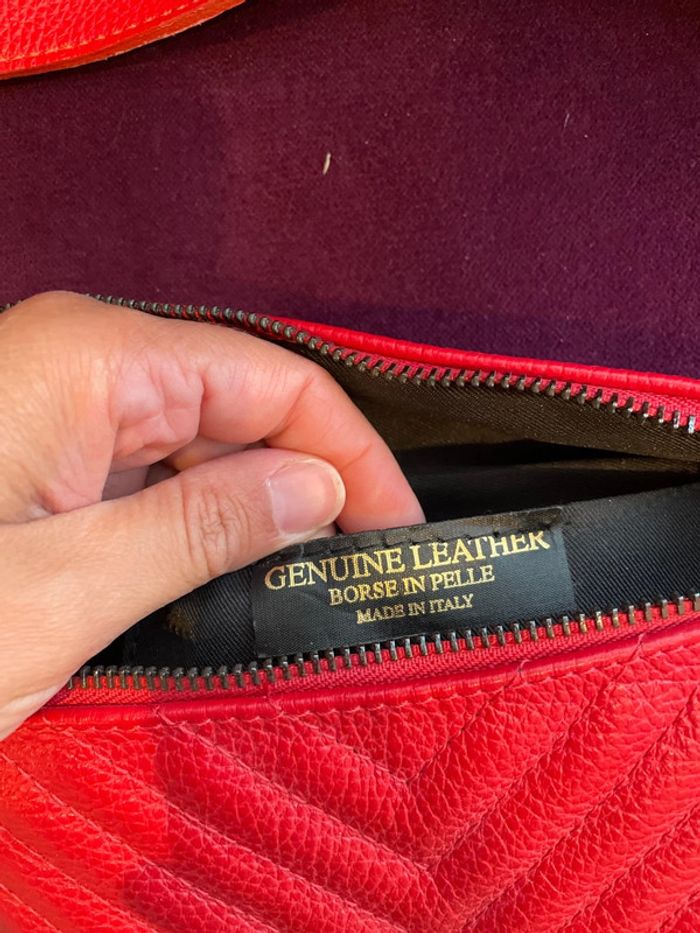 GENUINE LEATHER
BORSE IN PELLE
MADE IN ITALY